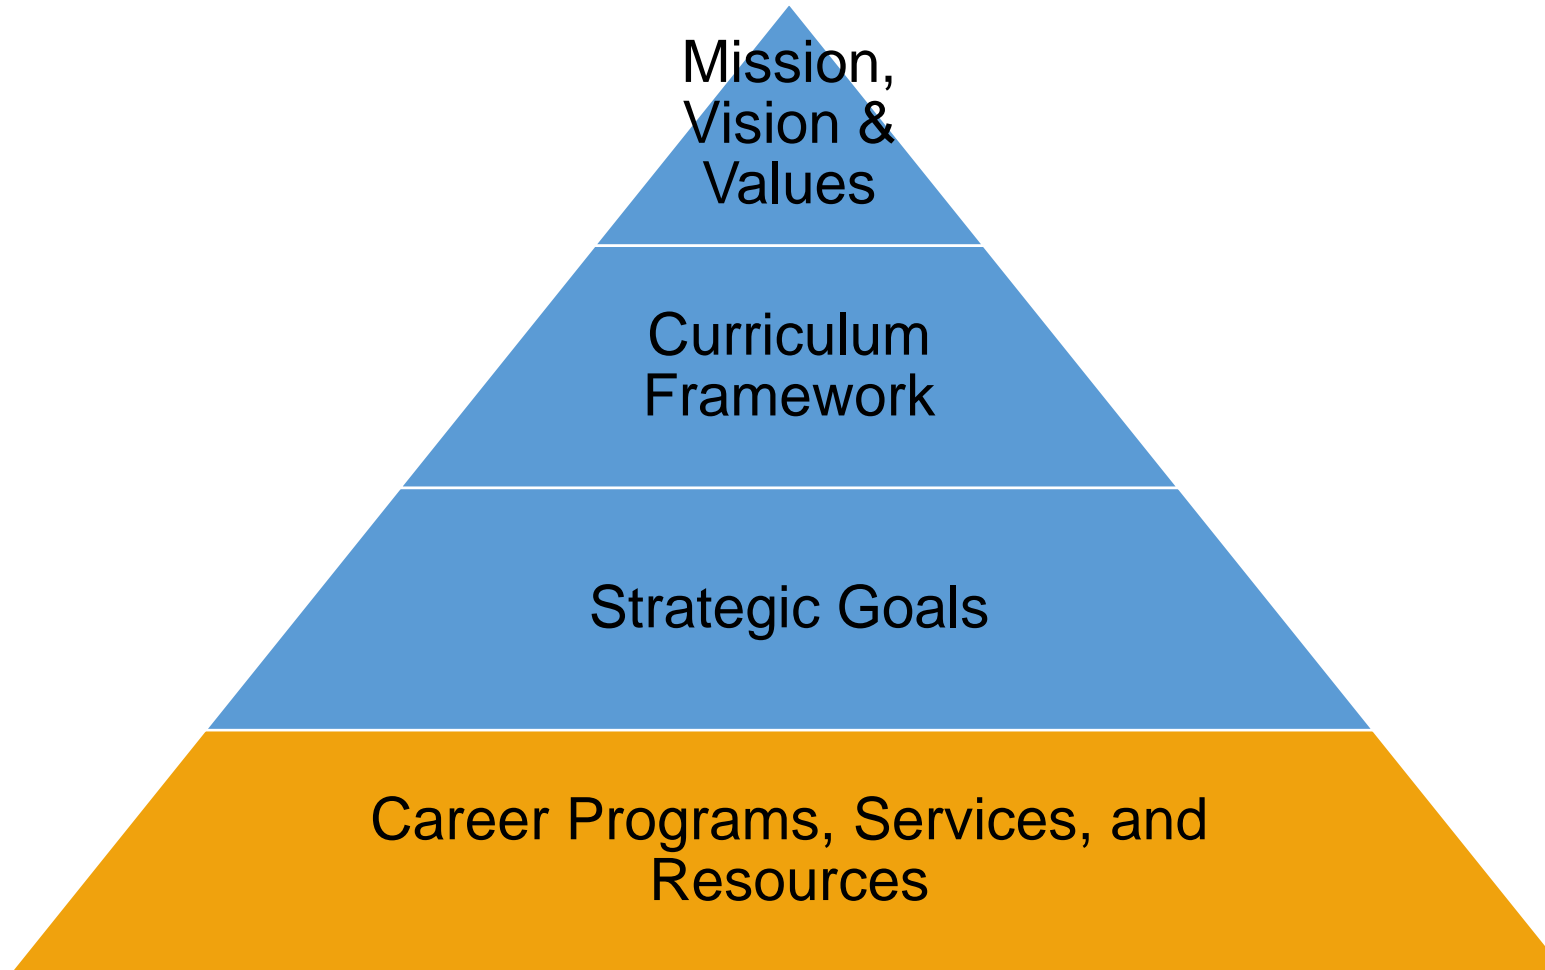 Mission,
Vision &
Values
Curriculum
Framework
Strategic Goals
Career Programs, Services, and
Resources